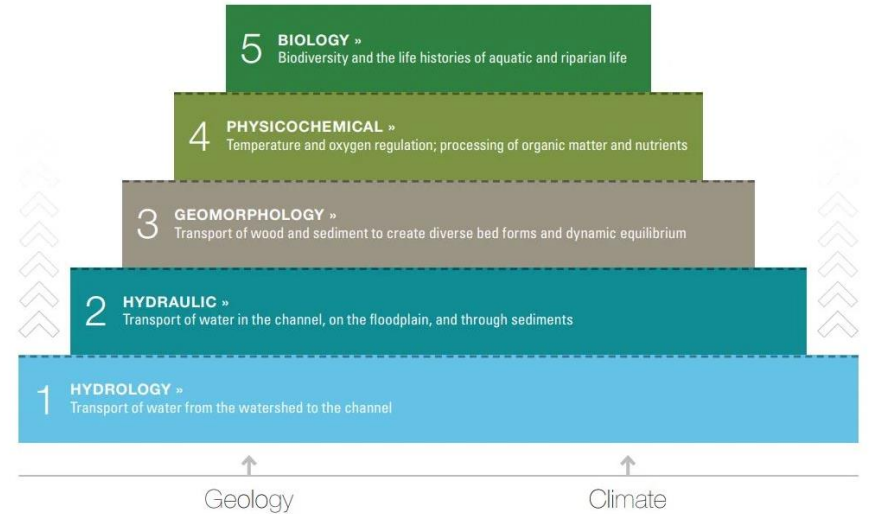 5 BIOLOGY »
Biodiversity and the life histories of aquatic and riparian life
4 PHYSICOCHEMICAL »
Temperature and oxygen regulation; processing of organic matter and nutrients
3 GEOMORPHOLOGY »
Transport of wood and sediment to create diverse bed forms and dynamic equilibrium
2 HYDRAULIC »
Transport of water in the channel, on the floodplain, and through sediments
1 HYDROLOGY »
Transport of water from the watershed to the channel
Geology Climate